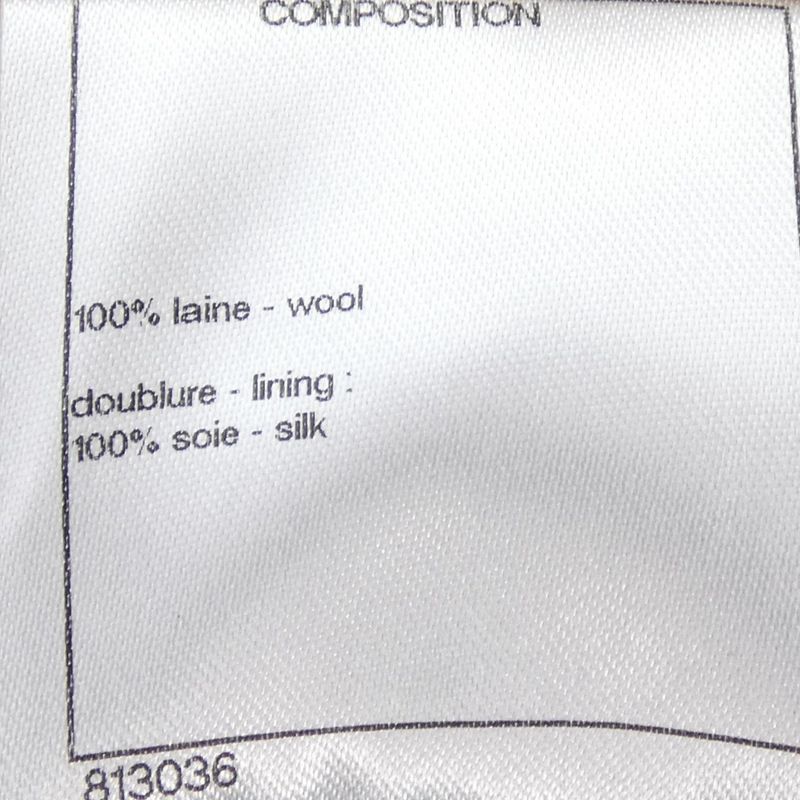 COMPOSITION
100% laine - wool
doublure - lining :
100% soie - silk
813036